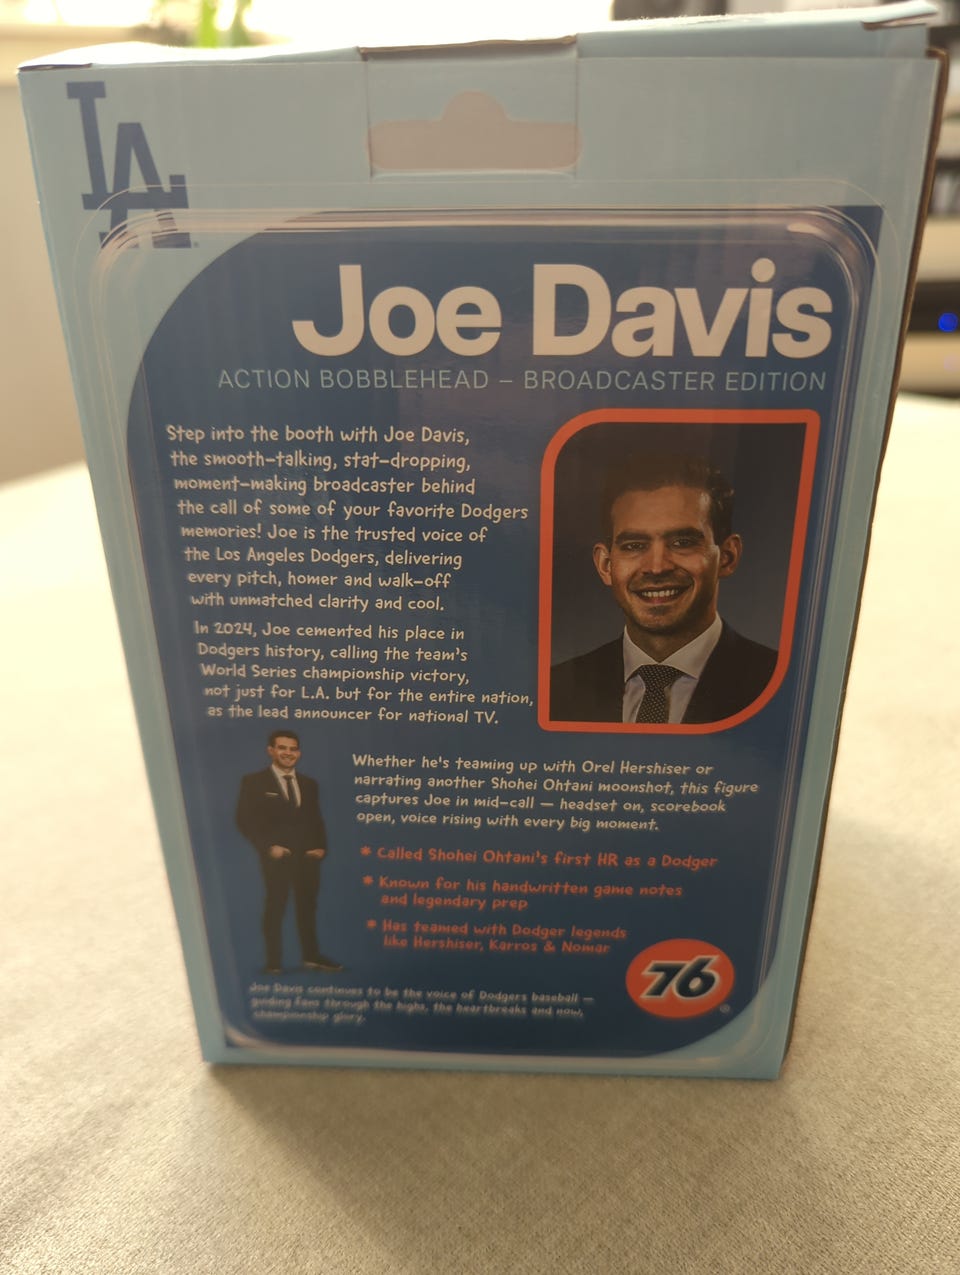 LA
Joe Davis
ACTION BOBBLEHEAD – BROADCASTER EDITION
Step into the booth with Joe Davis,
the smooth-talking, stat-dropping,
moment-making broadcaster behind
the call of some of your favorite Dodgers
memories! Joe is the trusted voice of
the Los Angeles Dodgers, delivering
every pitch, homer and walk-off
with unmatched clarity and cool.
In 2024, Joe cemented his place in
Dodgers history, calling the team's
World Series championship victory,
not just for L.A. but for the entire nation,
as the lead announcer for national TV.
Whether he's teaming up with Orel Hershiser or
narrating another Shohei Ohtani moonshot, this figure
captures Joe in mid-call — headset on, scorebook
open, voice rising with every big moment.
* Called Shohei Ohtani's first HR as a Dodger
* Known for his handwritten game notes
and legendary prep
* Has teamed with Dodger legends
like Hershiser, Karros & Nomar
76®
Joe Davis continues to be the voice of Dodgers baseball —
guiding fans through the highs, the heartbreaks and now,
championship glory.